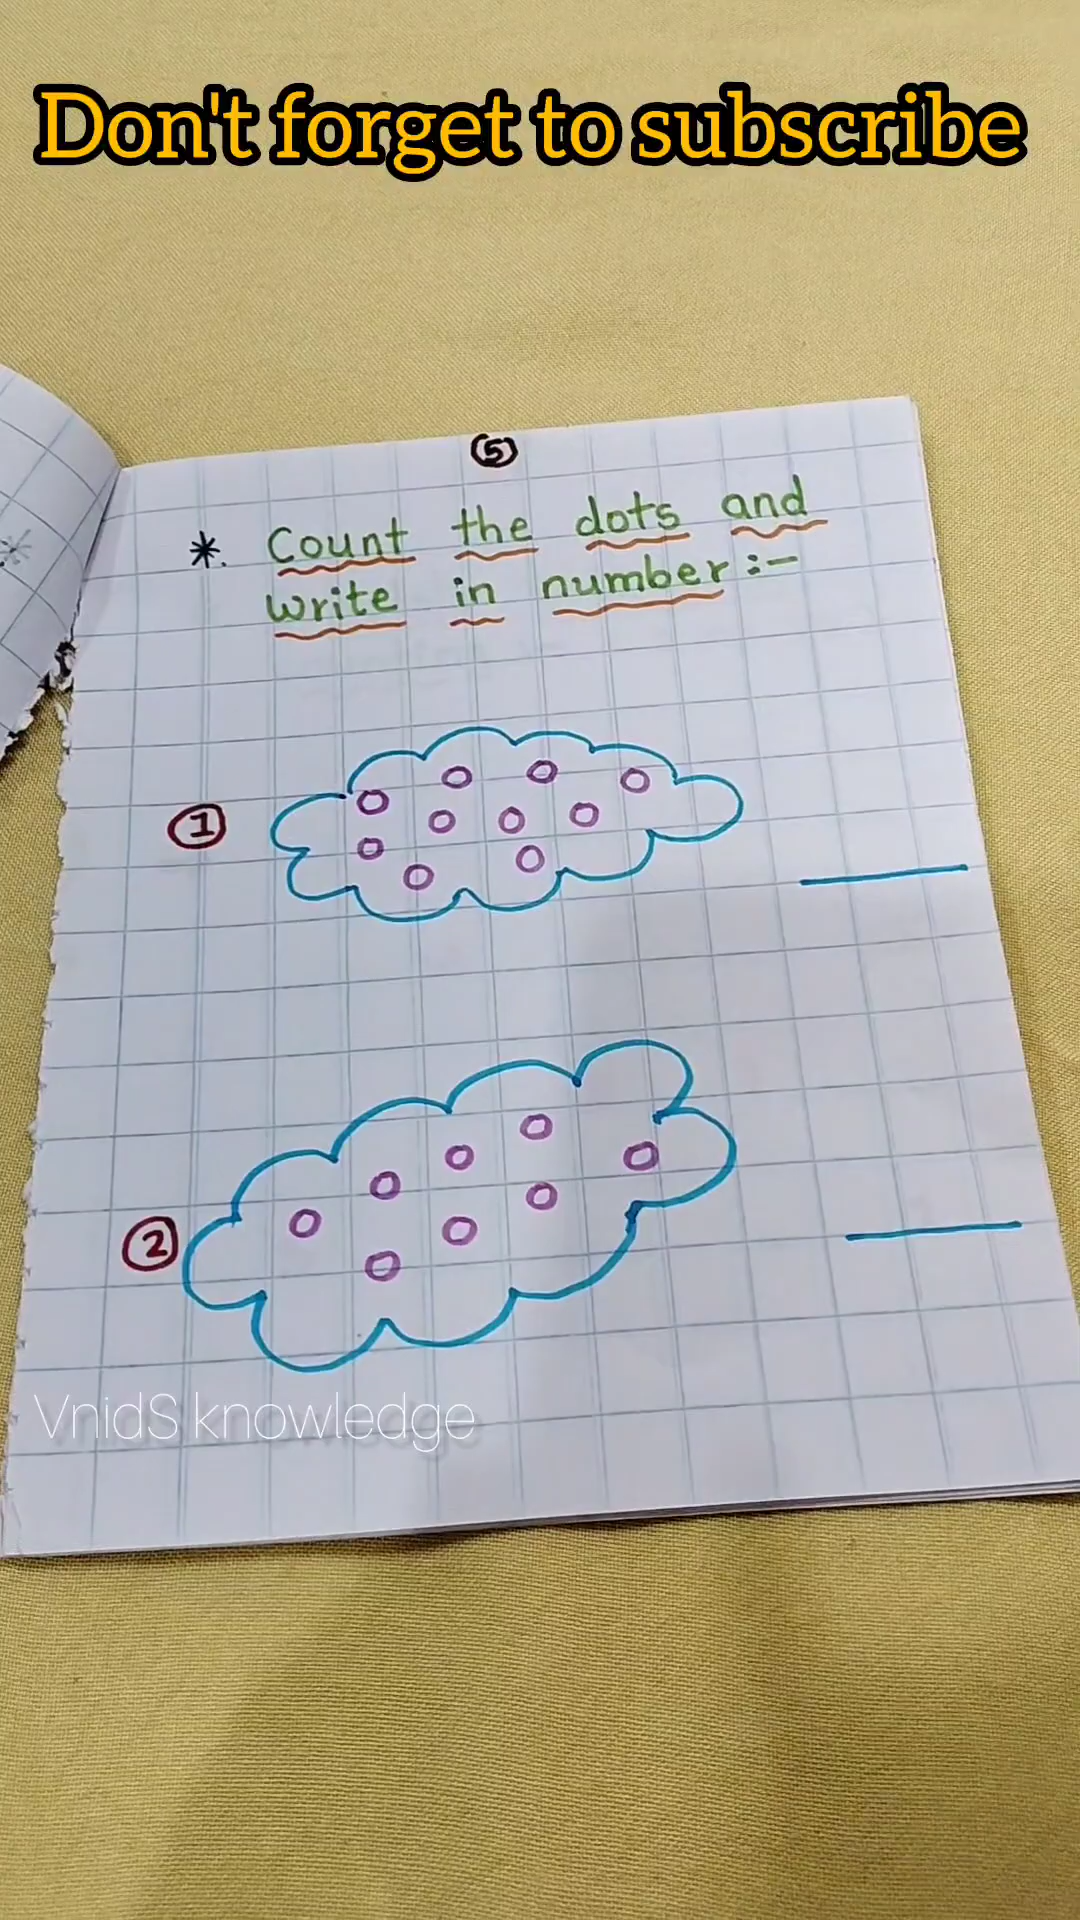 Don't forget to subscribe
5
*. Count the dots and
write in number:-
1
2
VnidS knowledge